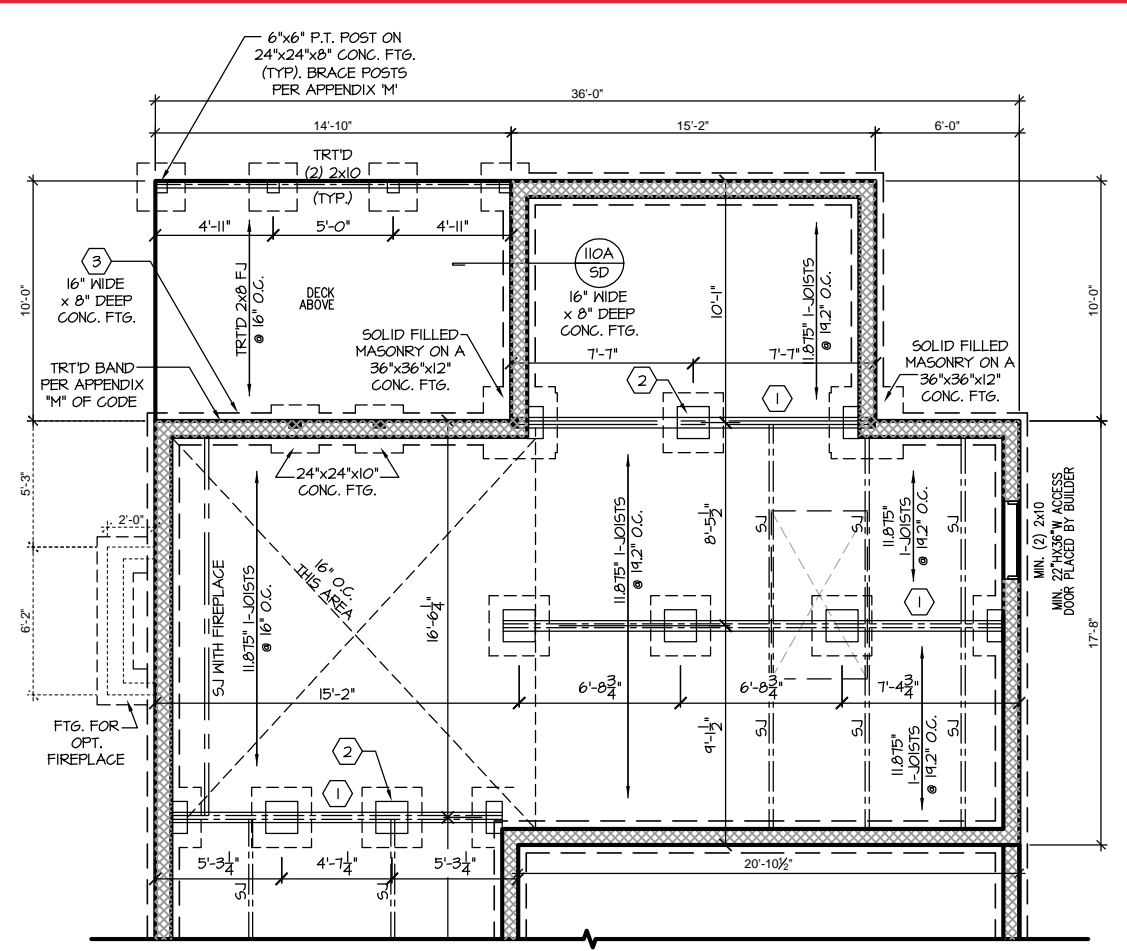 6"x6" P.T. POST ON
24"x24"x8" CONC. FTG.
(TYP). BRACE POSTS
PER APPENDIX 'M'
36'-0"
14'-10"
15'-2"
6'-0"
TRT'D
(2) 2x10
(TYP.)
4'-11"
5'-0"
4'-11"
3
16" WIDE
x 8" DEEP
CONC. FTG.
10'-0"
TRT'D 2x8 FJ
@ 16" O.C.
DECK
ABOVE
110A
SD
16" WIDE
x 8" DEEP
CONC. FTG.
10'-1"
11.875" I-JOISTS
@ 19.2" O.C.
10'-0"
TRT'D BAND
PER APPENDIX
"M" OF CODE
SOLID FILLED
MASONRY ON A
36"x36"x12"
CONC. FTG.
7'-7"
7'-7"
2
1
SOLID FILLED
MASONRY ON A
36"x36"x12"
CONC. FTG.
5'-3"
2'-0"
6'-2"
24"x24"x10"
CONC. FTG.
16" O.C.
THIS AREA
SJ WITH FIREPLACE
11.875" I-JOISTS
@ 16" O.C.
16'-6 1/4"
11.875" I-JOISTS
@ 19.2" O.C.
8'-5 1/2"
SJ
SJ
SJ
11.875"
I-JOISTS
@ 19.2" O.C.
1
MIN. (2) 2x10
MIN. 22"HX36"W ACCESS
DOOR PLACED BY BUILDER
17'-8"
15'-2"
6'-8 3/4"
6'-8 3/4"
7'-4 3/4"
FTG. FOR
OPT.
FIREPLACE
9'-1 1/2"
SJ
SJ
SJ
11.875"
I-JOISTS
@ 19.2" O.C.
2
1
5'-3 1/4"
4'-7 1/4"
5'-3 1/4"
20'-10 1/2"
SJ
SJ